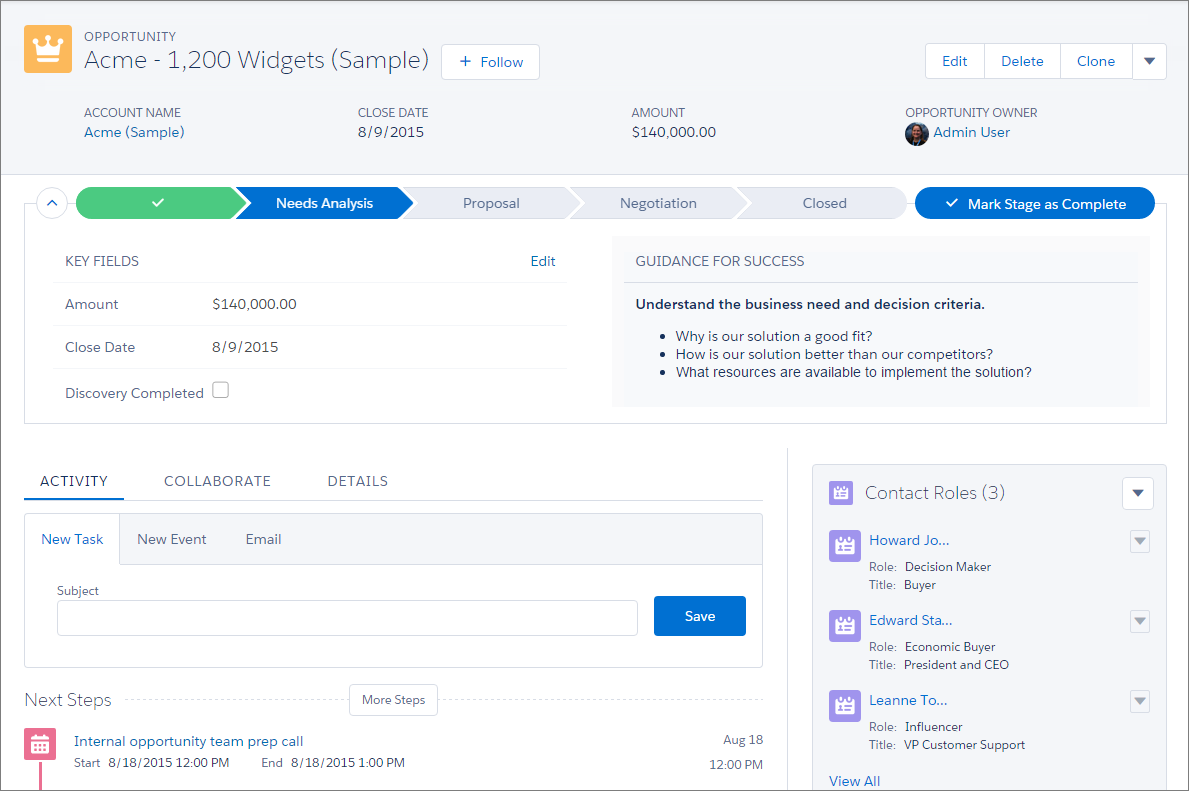 OPPORTUNITY
Acme - 1,200 Widgets (Sample)
+ Follow
Edit
Delete
Clone
ACCOUNT NAME
CLOSE DATE
AMOUNT
OPPORTUNITY OWNER
Acme (Sample)
8/9/2015
$140,000.00
Admin User
Needs Analysis
Proposal
Negotiation
Closed
Mark Stage as Complete
KEY FIELDS
Edit
Amount
$140,000.00
Close Date
8/9/2015
Discovery Completed
GUIDANCE FOR SUCCESS
Understand the business need and decision criteria.
• Why is our solution a good fit?
• How is our solution better than our competitors?
• What resources are available to implement the solution?
ACTIVITY
COLLABORATE
DETAILS
New Task
New Event
Email
Subject
Save
Next Steps
More Steps
Internal opportunity team prep call
Aug 18
Start 8/18/2015 12:00 PM End 8/18/2015 1:00 PM
12:00 PM
Contact Roles (3)
Howard Jo...
Role: Decision Maker
Title: Buyer
Edward Sta...
Role: Economic Buyer
Title: President and CEO
Leanne To...
Role: Influencer
Title: VP Customer Support
View All